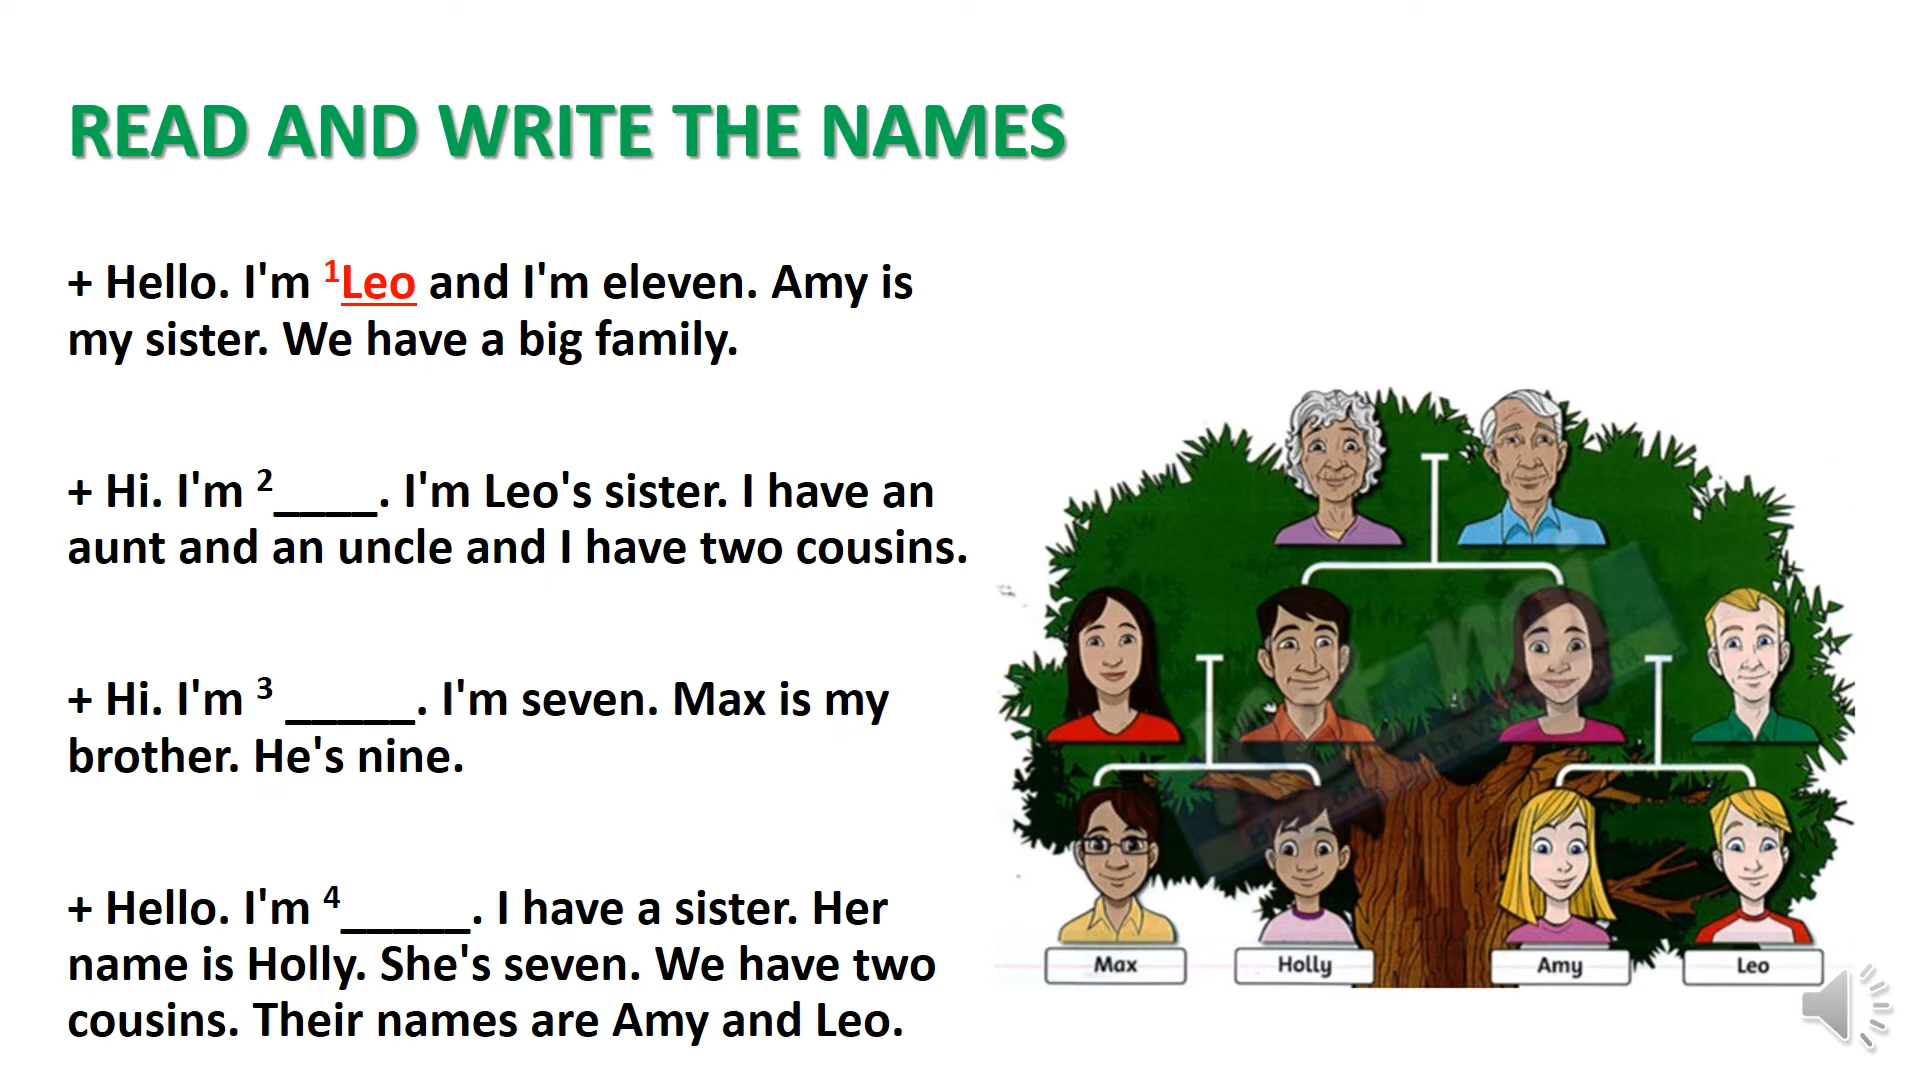 READ AND WRITE THE NAMES
+ Hello. I'm ¹Leo and I'm eleven. Amy is
my sister. We have a big family.
+ Hi. I'm ²____. I'm Leo's sister. I have an
aunt and an uncle and I have two cousins.
+ Hi. I'm ³ _____. I'm seven. Max is my
brother. He's nine.
+ Hello. I'm ⁴_____. I have a sister. Her
name is Holly. She's seven. We have two
cousins. Their names are Amy and Leo.
Max
Holly
Amy
Leo